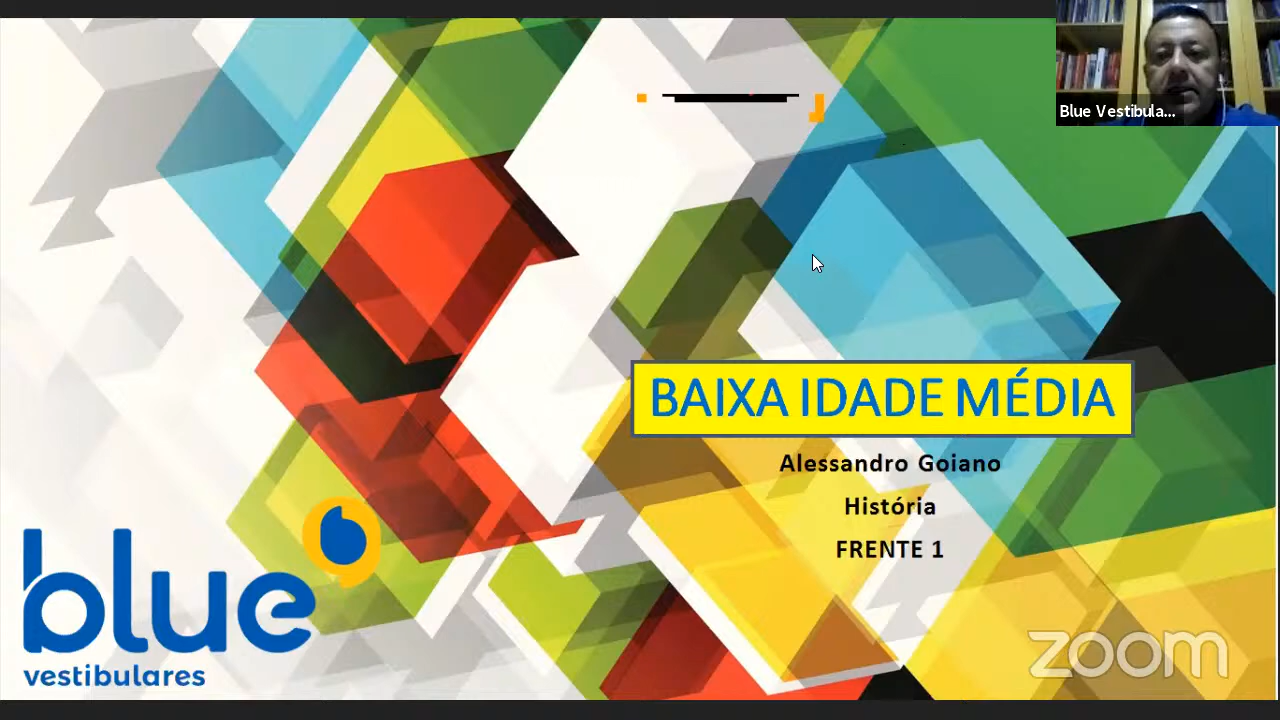 Blue Vestibula...
BAIXA IDADE MÉDIA
Alessandro Goiano
História
FRENTE 1
blue
vestibulares
zoom